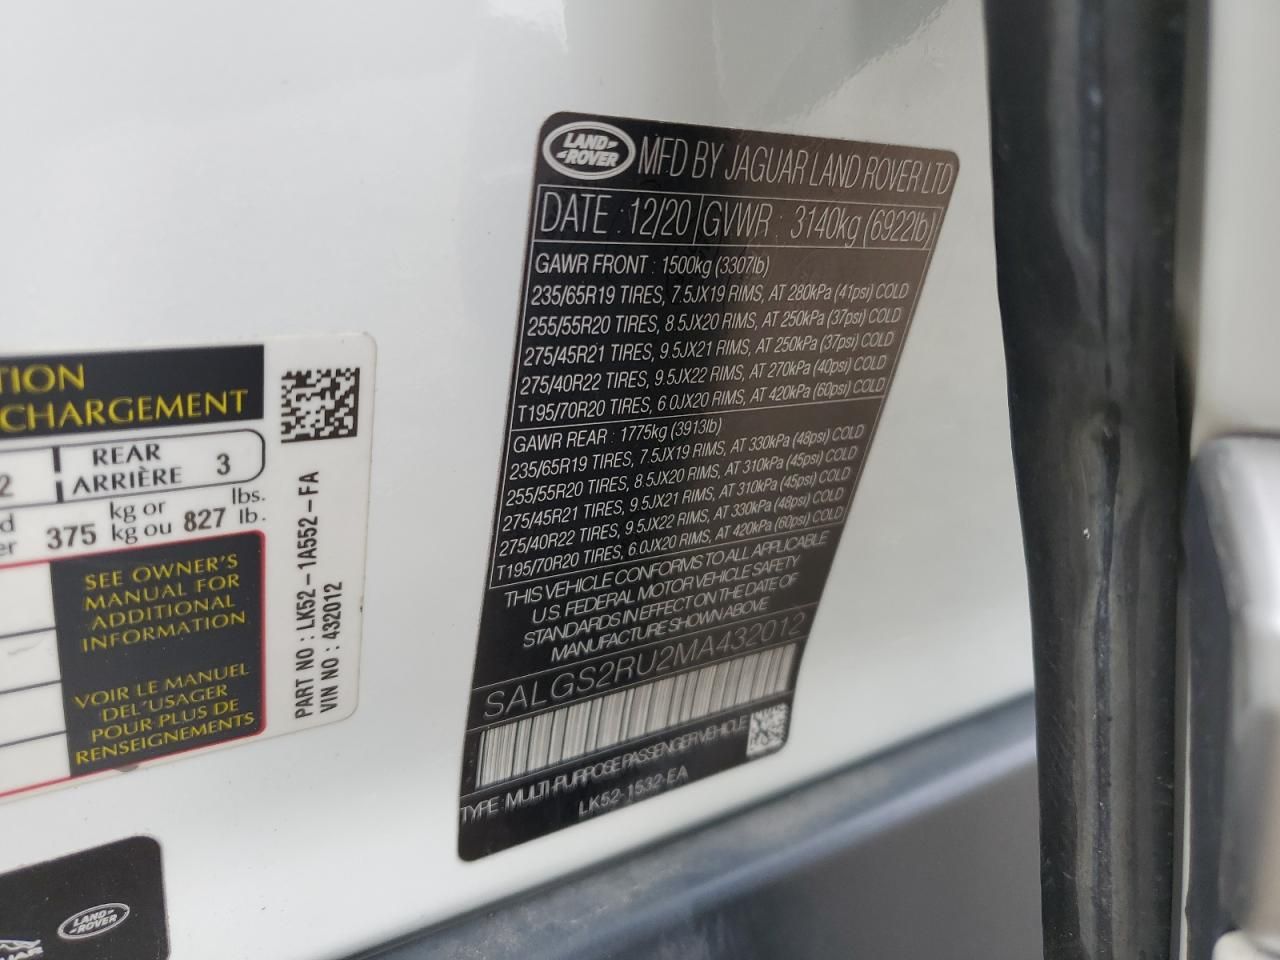 LAND ROVER
MFD BY JAGUAR LAND ROVER LTD
DATE : 12/20 GVWR : 3140kg (6922lb)
GAWR FRONT : 1500kg (3307lb)
235/65R19 TIRES, 7.5JX19 RIMS, AT 280kPa (41psi) COLD
255/55R20 TIRES, 8.5JX20 RIMS, AT 250kPa (37psi) COLD
275/45R21 TIRES, 9.5JX21 RIMS, AT 250kPa (37psi) COLD
275/40R22 TIRES, 9.5JX22 RIMS, AT 270kPa (40psi) COLD
T195/70R20 TIRES, 6.0JX20 RIMS, AT 420kPa (60psi) COLD
GAWR REAR : 1775kg (3913lb)
235/65R19 TIRES, 7.5JX19 RIMS, AT 330kPa (48psi) COLD
255/55R20 TIRES, 8.5JX20 RIMS, AT 310kPa (45psi) COLD
275/45R21 TIRES, 9.5JX21 RIMS, AT 310kPa (45psi) COLD
275/40R22 TIRES, 9.5JX22 RIMS, AT 330kPa (48psi) COLD
T195/70R20 TIRES, 6.0JX20 RIMS, AT 420kPa (60psi) COLD
THIS VEHICLE CONFORMS TO ALL APPLICABLE
U.S. FEDERAL MOTOR VEHICLE SAFETY
STANDARDS IN EFFECT ON THE DATE OF
MANUFACTURE SHOWN ABOVE
SALGS2RU2MA432012
TYPE: MULTI-PURPOSE PASSENGER VEHICLE
LK52-1532-EA
TION
CHARGEMENT
2 REAR
ARRIÈRE 3
375 kg or
kg ou 827 lbs.
lb.
SEE OWNER'S
MANUAL FOR
ADDITIONAL
INFORMATION
VOIR LE MANUEL
DE L'USAGER
POUR PLUS DE
RENSEIGNEMENTS
PART NO : LK52-1A552-FA
VIN NO : 432012
LAND ROVER